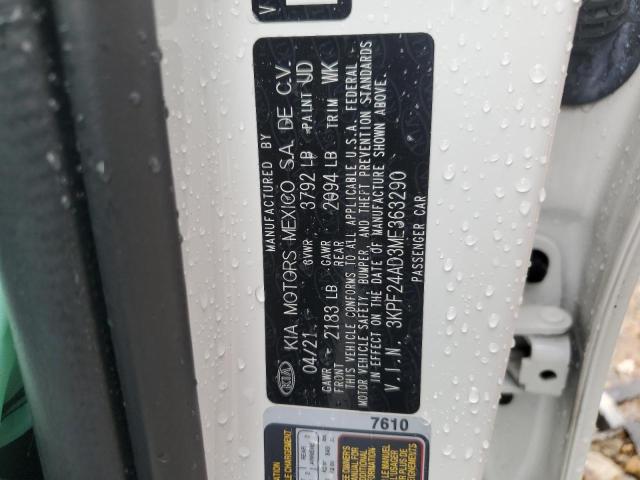 V
MANUFACTURED BY
KIA MOTORS MEXICO S.A. DE C.V.
04/21 GVWR 3792 LB PAINT UD
GAWR FRONT 2183 LB GAWR REAR 2094 LB TRIM WK
THIS VEHICLE CONFORMS TO ALL APPLICABLE U.S.A. FEDERAL
MOTOR VEHICLE SAFETY, BUMPER, AND THEFT PREVENTION STANDARDS
IN EFFECT ON THE DATE OF MANUFACTURE SHOWN ABOVE.
V.I.N. 3KPF24AD3ME363290
PASSENGER CAR
KIA
7610
REAR